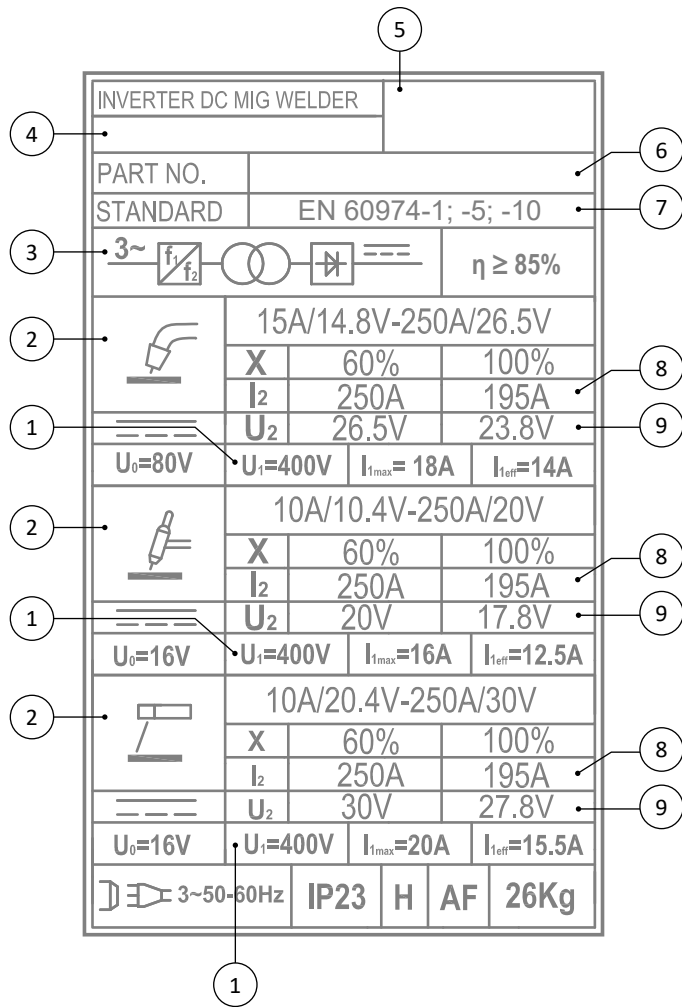 5
INVERTER DC MIG WELDER
4
6
PART NO.
7
STANDARD EN 60974-1; -5; -10
3
3~ f1/f2 η ≥ 85%
2
15A/14.8V-250A/26.5V
X 60% 100%
8
I2 250A 195A
1
9
U2 26.5V 23.8V
U0=80V U1=400V I1max= 18A I1eff=14A
2
10A/10.4V-250A/20V
X 60% 100%
8
I2 250A 195A
1
9
U2 20V 17.8V
U0=16V U1=400V I1max=16A I1eff=12.5A
2
10A/20.4V-250A/30V
X 60% 100%
8
I2 250A 195A
9
U2 30V 27.8V
U0=16V U1=400V I1max=20A I1eff=15.5A
3~50-60Hz IP23 H AF 26Kg
1